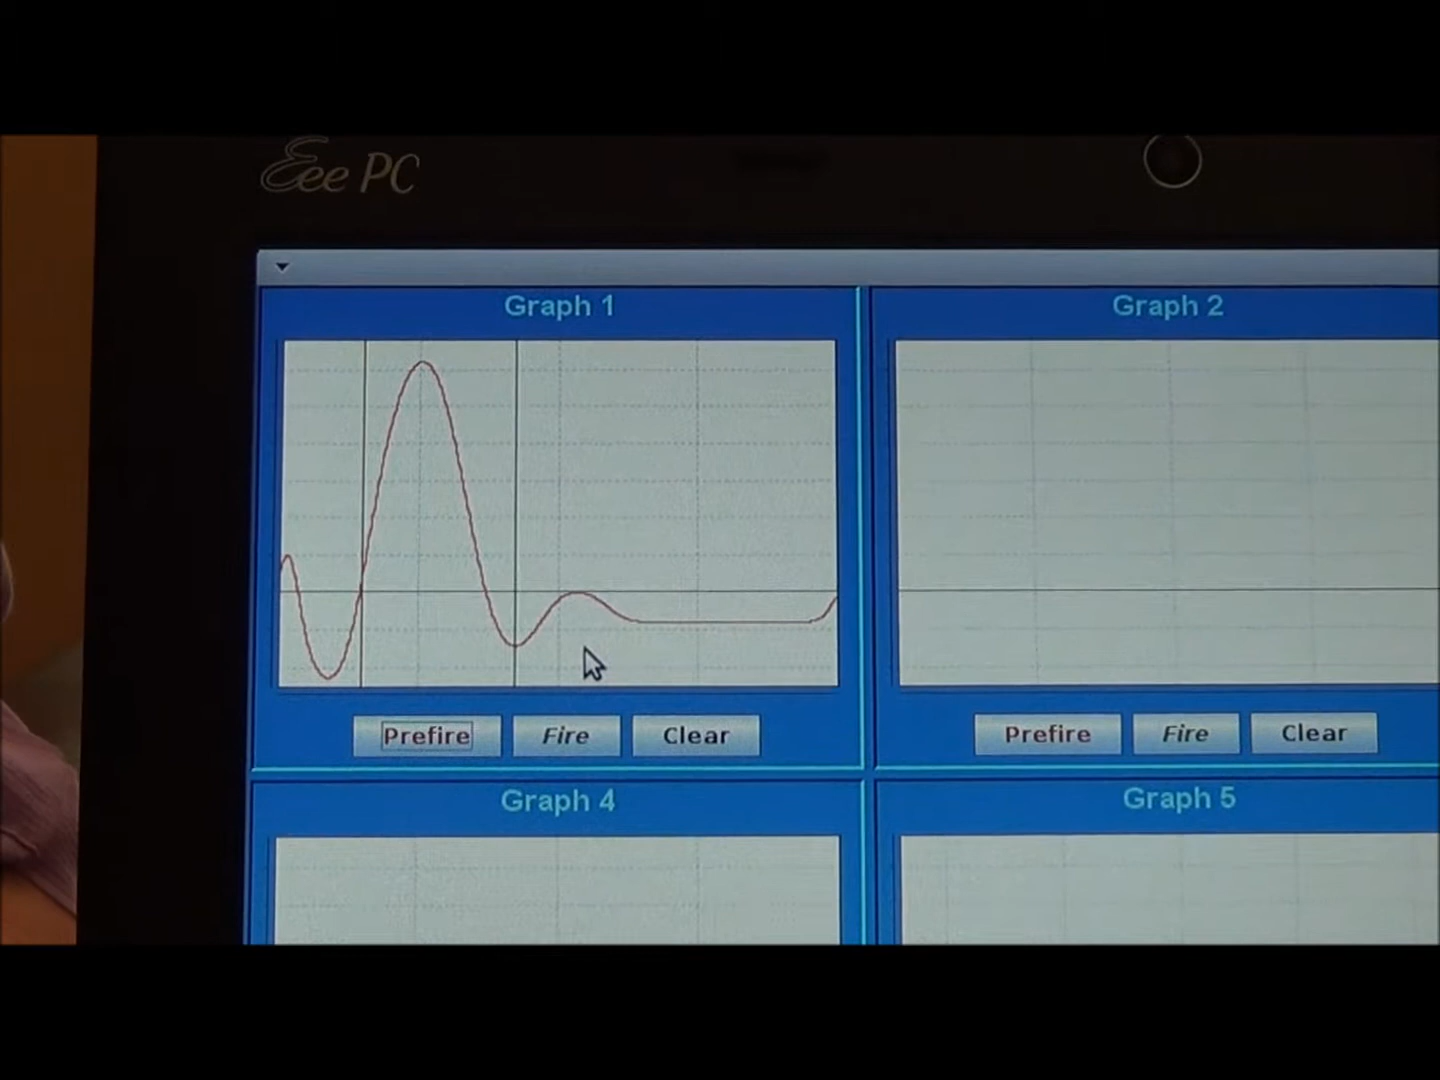 Eee PC
Graph 1
Graph 2
Prefire
Fire
Clear
Prefire
Fire
Clear
Graph 4
Graph 5